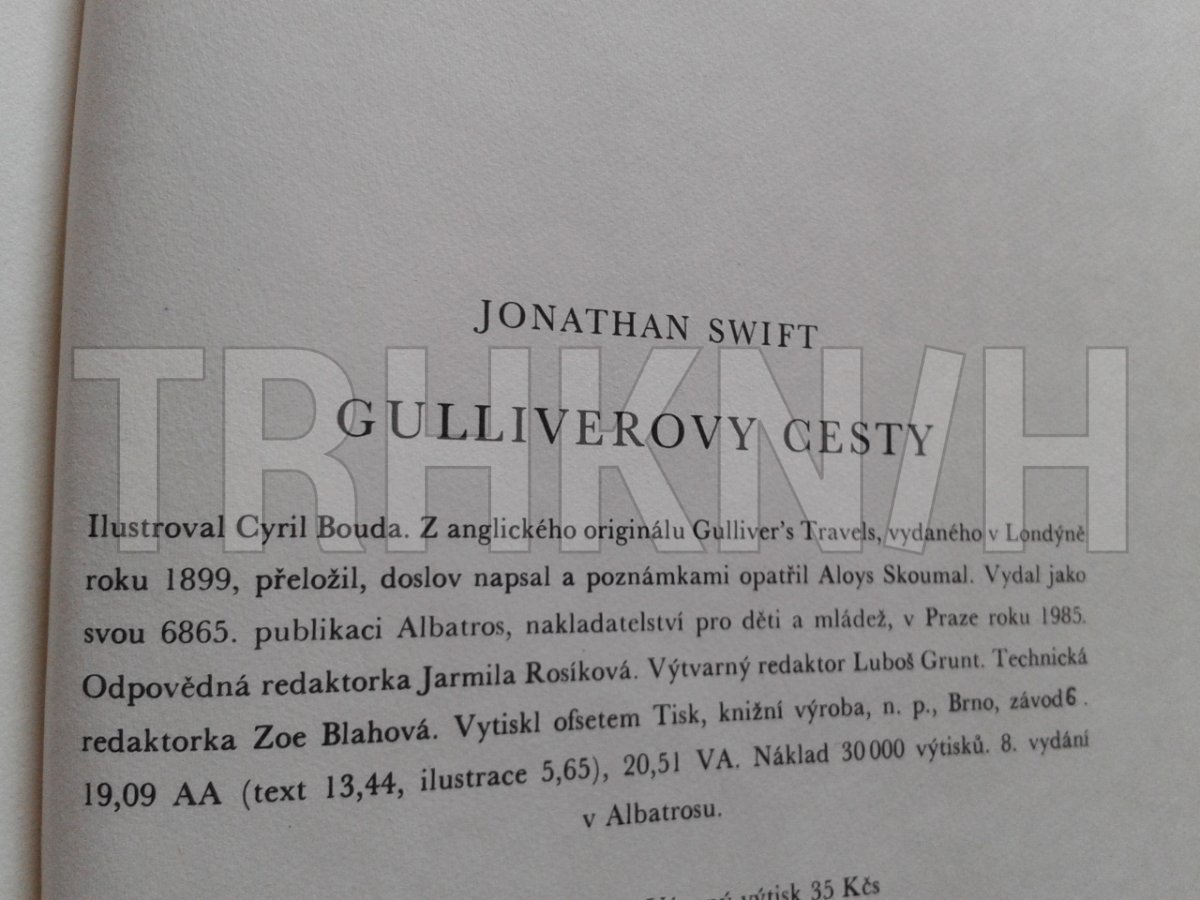 JONATHAN SWIFT
TRHKN/H
GULLIVEROVY CESTY
Ilustroval Cyril Bouda. Z anglického originálu Gulliver's Travels, vydaného v Londýně
roku 1899, přeložil, doslov napsal a poznámkami opatřil Aloys Skoumal. Vydal jako
svou 6865. publikaci Albatros, nakladatelství pro děti a mládež, v Praze roku 1985.
Odpovědná redaktorka Jarmila Rosíková. Výtvarný redaktor Luboš Grunt. Technická
redaktorka Zoe Blahová. Vytiskl ofsetem Tisk, knižní výroba, n. p., Brno, závod 6.
19,09 AA (text 13,44, ilustrace 5,65), 20,51 VA. Náklad 30 000 výtisků. 8. vydání
v Albatrosu.
výtisk 35 Kčs